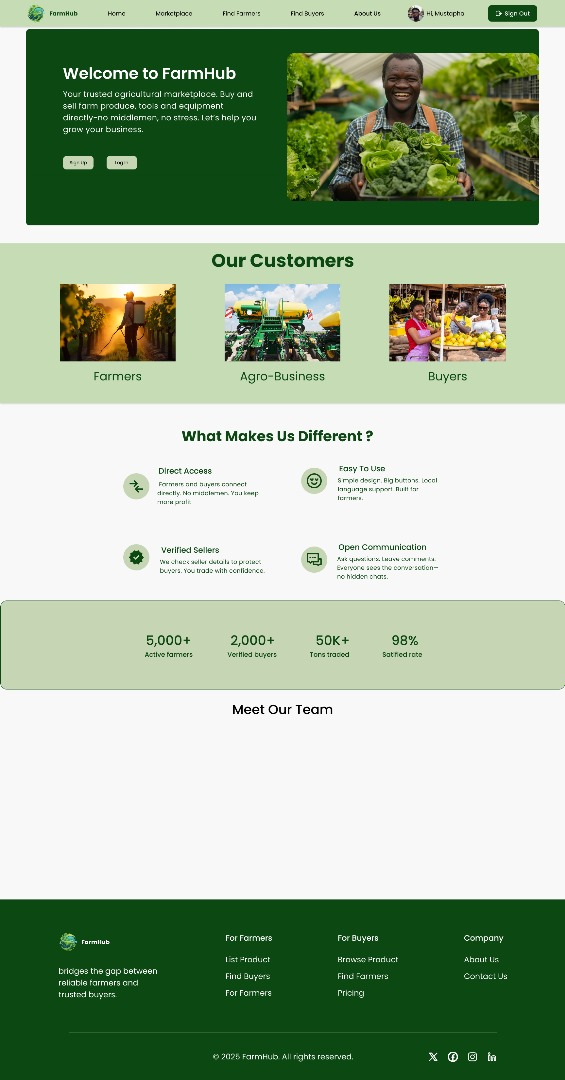 FarmHub
Home
Marketplace
Find Farmers
Find Buyers
About Us
Hi, Mustapha
Sign Out
Welcome to FarmHub
Your trusted agricultural marketplace. Buy and
sell farm produce, tools and equipment
directly-no middlemen, no stress. Let's help you
grow your business.
Sign Up
Log In
Our Customers
Farmers
Agro-Business
Buyers
What Makes Us Different ?
Direct Access
Farmers and buyers connect
directly. No middlemen. You keep
more profit
Easy To Use
Simple design. Big buttons. Local
language support. Built for
farmers.
Verified Sellers
We check seller details to protect
buyers. You trade with confidence.
Open Communication
Ask questions. Leave comments.
Everyone sees the conversation—
no hidden chats.
5,000+
Active farmers
2,000+
Verified buyers
50K+
Tons traded
98%
Satified rate
Meet Our Team
FarmHub
bridges the gap between
reliable farmers and
trusted buyers.
For Farmers
List Product
Find Buyers
For Farmers
For Buyers
Browse Product
Find Farmers
Pricing
Company
About Us
Contact Us
© 2025 FarmHub. All rights reserved.